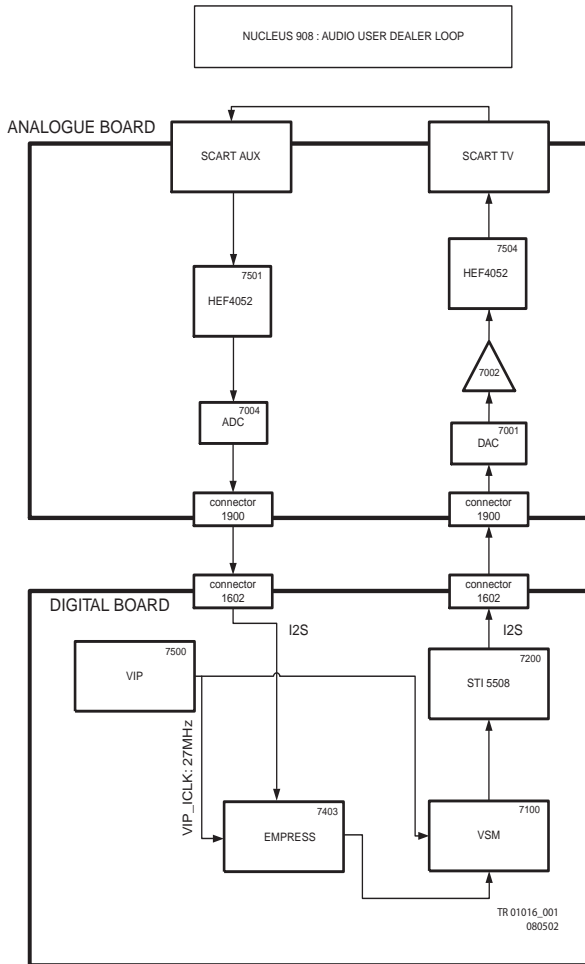 NUCLEUS 908 : AUDIO USER DEALER LOOP
ANALOGUE BOARD
SCART AUX
SCART TV
7501
HEF4052
7504
HEF4052
7002
7004
ADC
7001
DAC
connector
1900
connector
1900
connector
1602
connector
1602
DIGITAL BOARD
I2S
I2S
7500
VIP
7200
STI 5508
VIP_ICLK: 27MHz
7403
EMPRESS
7100
VSM
TR 01016_001
080502